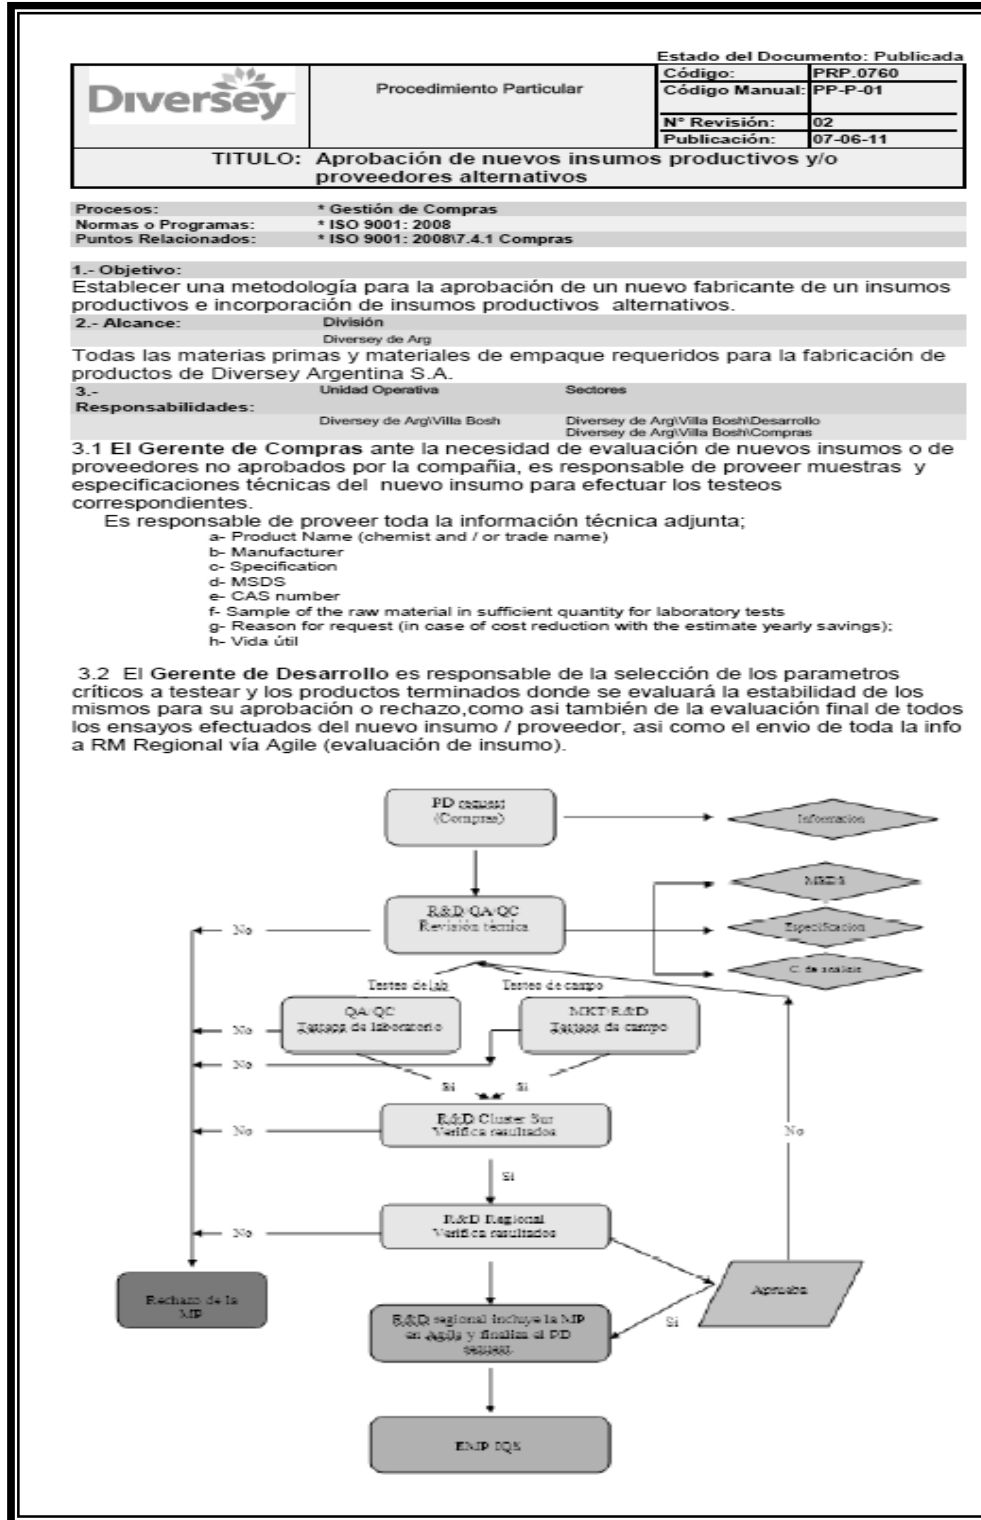 Estado del Documento: Publicada
Diversey
Procedimiento Particular
Código: PRP.0760
Código Manual: PP-P-01
N° Revisión: 02
Publicación: 07-06-11
TITULO: Aprobación de nuevos insumos productivos y/o
proveedores alternativos
Procesos: * Gestión de Compras
Normas o Programas: * ISO 9001: 2008
Puntos Relacionados: * ISO 9001: 2008\7.4.1 Compras
1.- Objetivo:
Establecer una metodología para la aprobación de un nuevo fabricante de un insumos
productivos e incorporación de insumos productivos alternativos.
2.- Alcance: División
Diversey de Arg
Todas las materias primas y materiales de empaque requeridos para la fabricación de
productos de Diversey Argentina S.A.
3.- Unidad Operativa Sectores
Responsabilidades:
Diversey de Arg\Villa Bosh Diversey de Arg\Villa Bosh\Desarrollo
Diversey de Arg\Villa Bosh\Compras
3.1 El Gerente de Compras ante la necesidad de evaluación de nuevos insumos o de
proveedores no aprobados por la compañia, es responsable de proveer muestras y
especificaciones técnicas del nuevo insumo para efectuar los testeos
correspondientes.
Es responsable de proveer toda la información técnica adjunta;
a- Product Name (chemist and / or trade name)
b- Manufacturer
c- Specification
d- MSDS
e- CAS number
f- Sample of the raw material in sufficient quantity for laboratory tests
g- Reason for request (in case of cost reduction with the estimate yearly savings);
h- Vida útil
3.2 El Gerente de Desarrollo es responsable de la selección de los parametros
críticos a testear y los productos terminados donde se evaluará la estabilidad de los
mismos para su aprobación o rechazo,como asi también de la evaluación final de todos
los ensayos efectuados del nuevo insumo / proveedor, asi como el envio de toda la info
a RM Regional vía Agile (evaluación de insumo).
PD request
(Compras)
Informacion
MSDS
R&D/QA/QC
Revisión técnica
No
Especificacion
C. de analisis
Testeo de lab
Testeo de campo
QA/QC
Testeos de laboratorio
MKT/R&D
Testeos de campo
No
No
Si
Si
R&D Cluster Sur
Verifica resultados
No
No
Si
R&D Regional
Verifica resultados
No
Rechazo de la
MP
Aprueba
R&D regional incluye la MP
en Agile y finaliza el PD
request
Si
EMP IQS